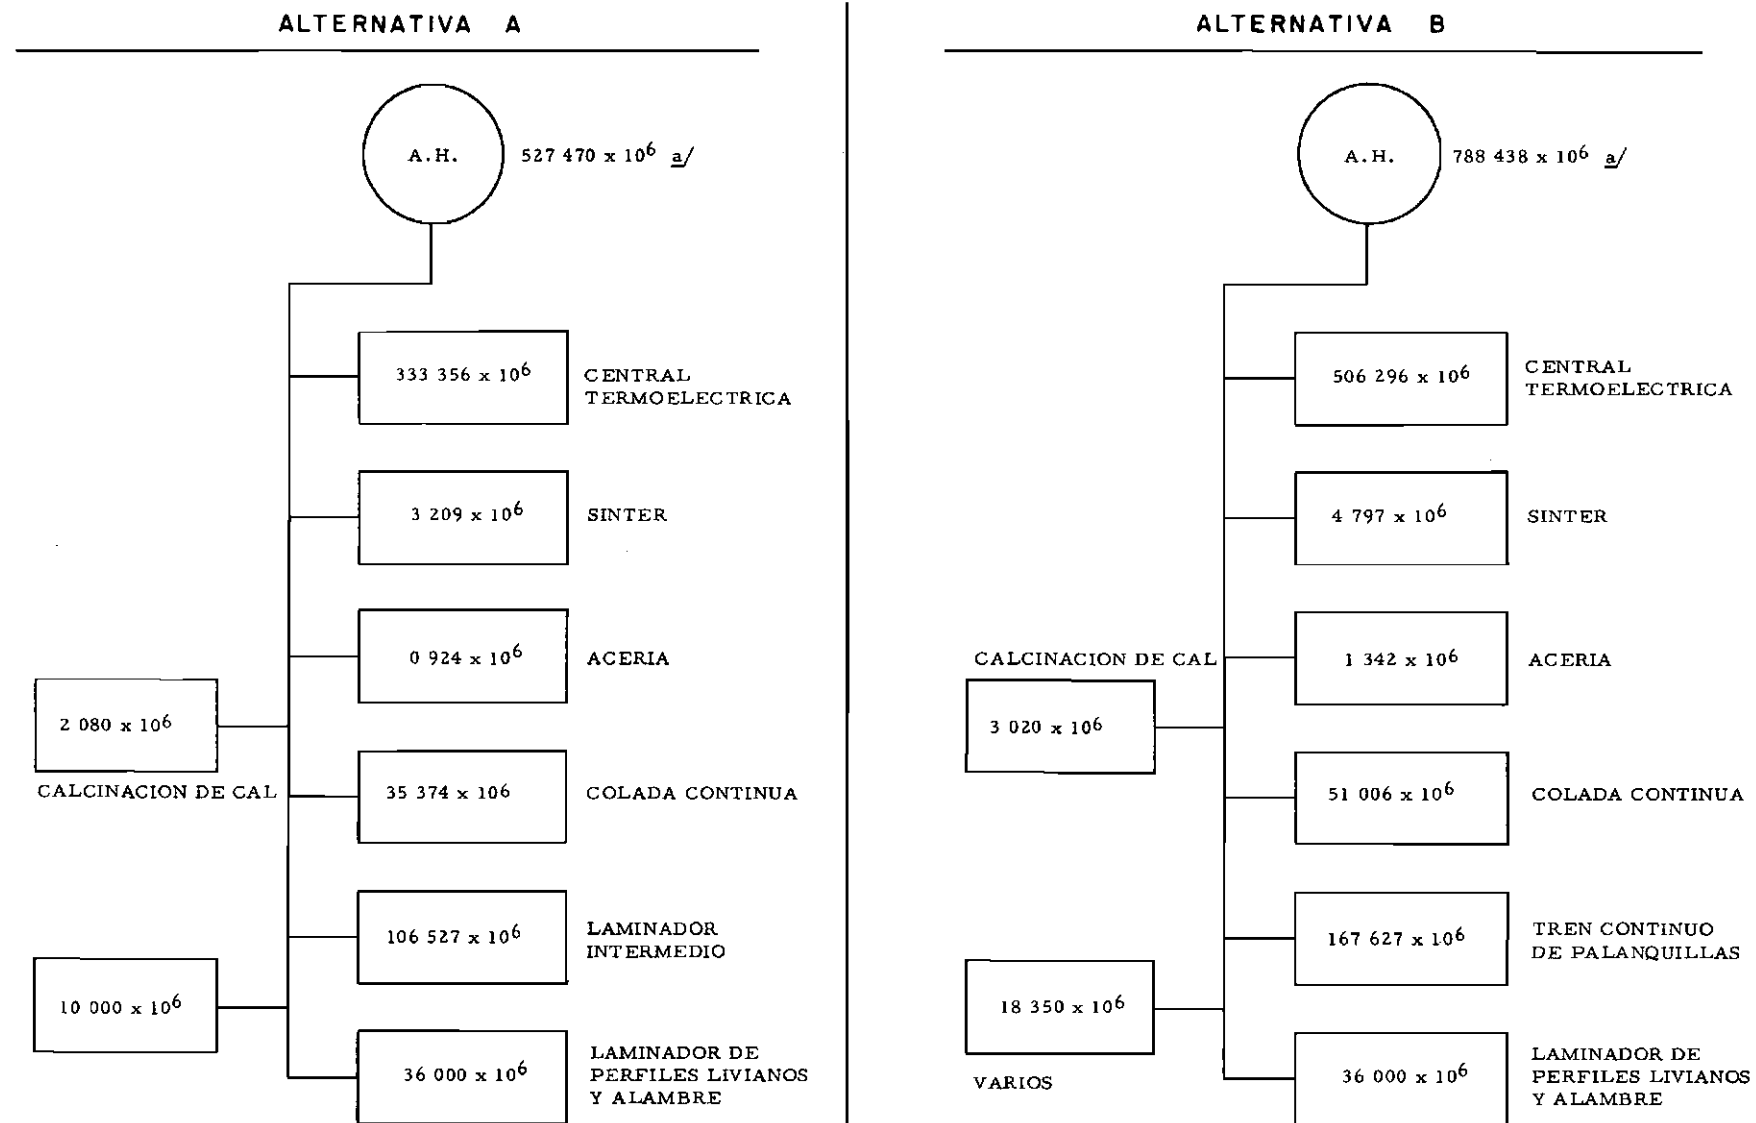 ALTERNATIVA A
A.H.
527 470 x 10⁶ a/
333 356 x 10⁶
CENTRAL
TERMOELECTRICA
3 209 x 10⁶
SINTER
0 924 x 10⁶
ACERIA
2 080 x 10⁶
CALCINACION DE CAL
35 374 x 106
COLADA CONTINUA
106 527 x 10⁶
LAMINADOR
INTERMEDIO
10 000 x 10⁶
36 000 x 10⁶
LAMINADOR DE
PERFILES LIVIANOS
Y ALAMBRE
ALTERNATIVA B
A.H.
788 438 x 10⁶ a/
506 296 x 10⁶
CENTRAL
TERMOELECTRICA
4 797 x 10⁶
SINTER
1 342 x 10⁶
ACERIA
CALCINACION DE CAL
3 020 x 10⁶
51 006 x 10⁶
COLADA CONTINUA
167 627 x 10⁶
TREN CONTINUO
DE PALANQUILLAS
18 350 x 10⁶
VARIOS
36 000 x 10⁶
LAMINADOR DE
PERFILES LIVIANOS
Y ALAMBRE